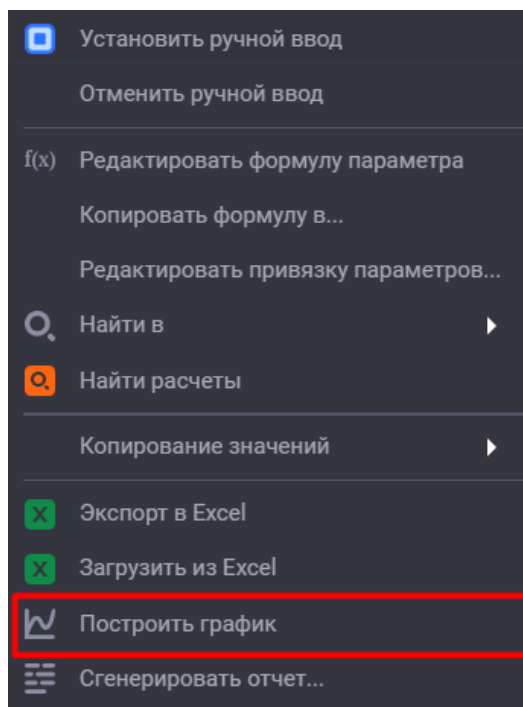 Установить ручной ввод
Отменить ручной ввод
f(x) Редактировать формулу параметра
Копировать формулу в...
Редактировать привязку параметров...
Найти в
Найти расчеты
Копирование значений
Экспорт в Excel
Загрузить из Excel
Построить график
Сгенерировать отчет...